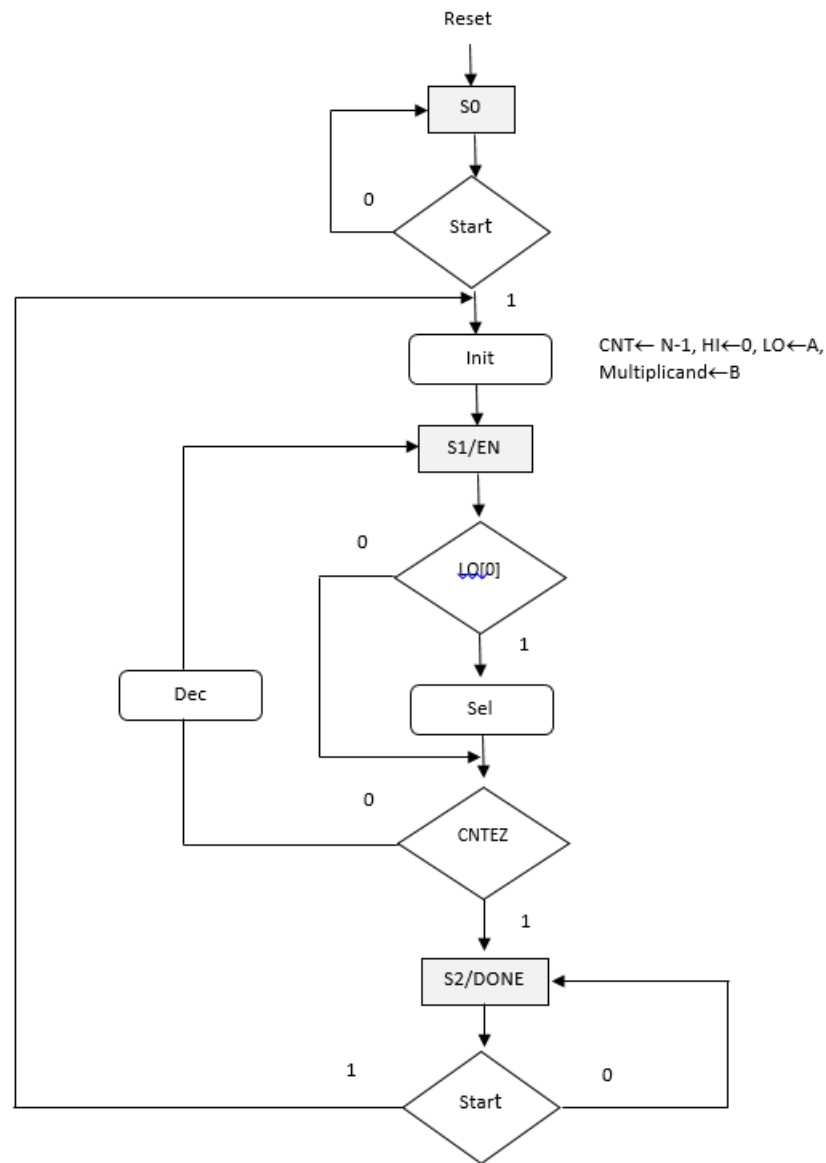 Reset
S0
0
Start
1
Init
CNT← N-1, HI←0, LO←A,
Multiplicand←B
S1/EN
0
LO[0]
1
Dec
Sel
0
CNTEZ
1
S2/DONE
1
0
Start